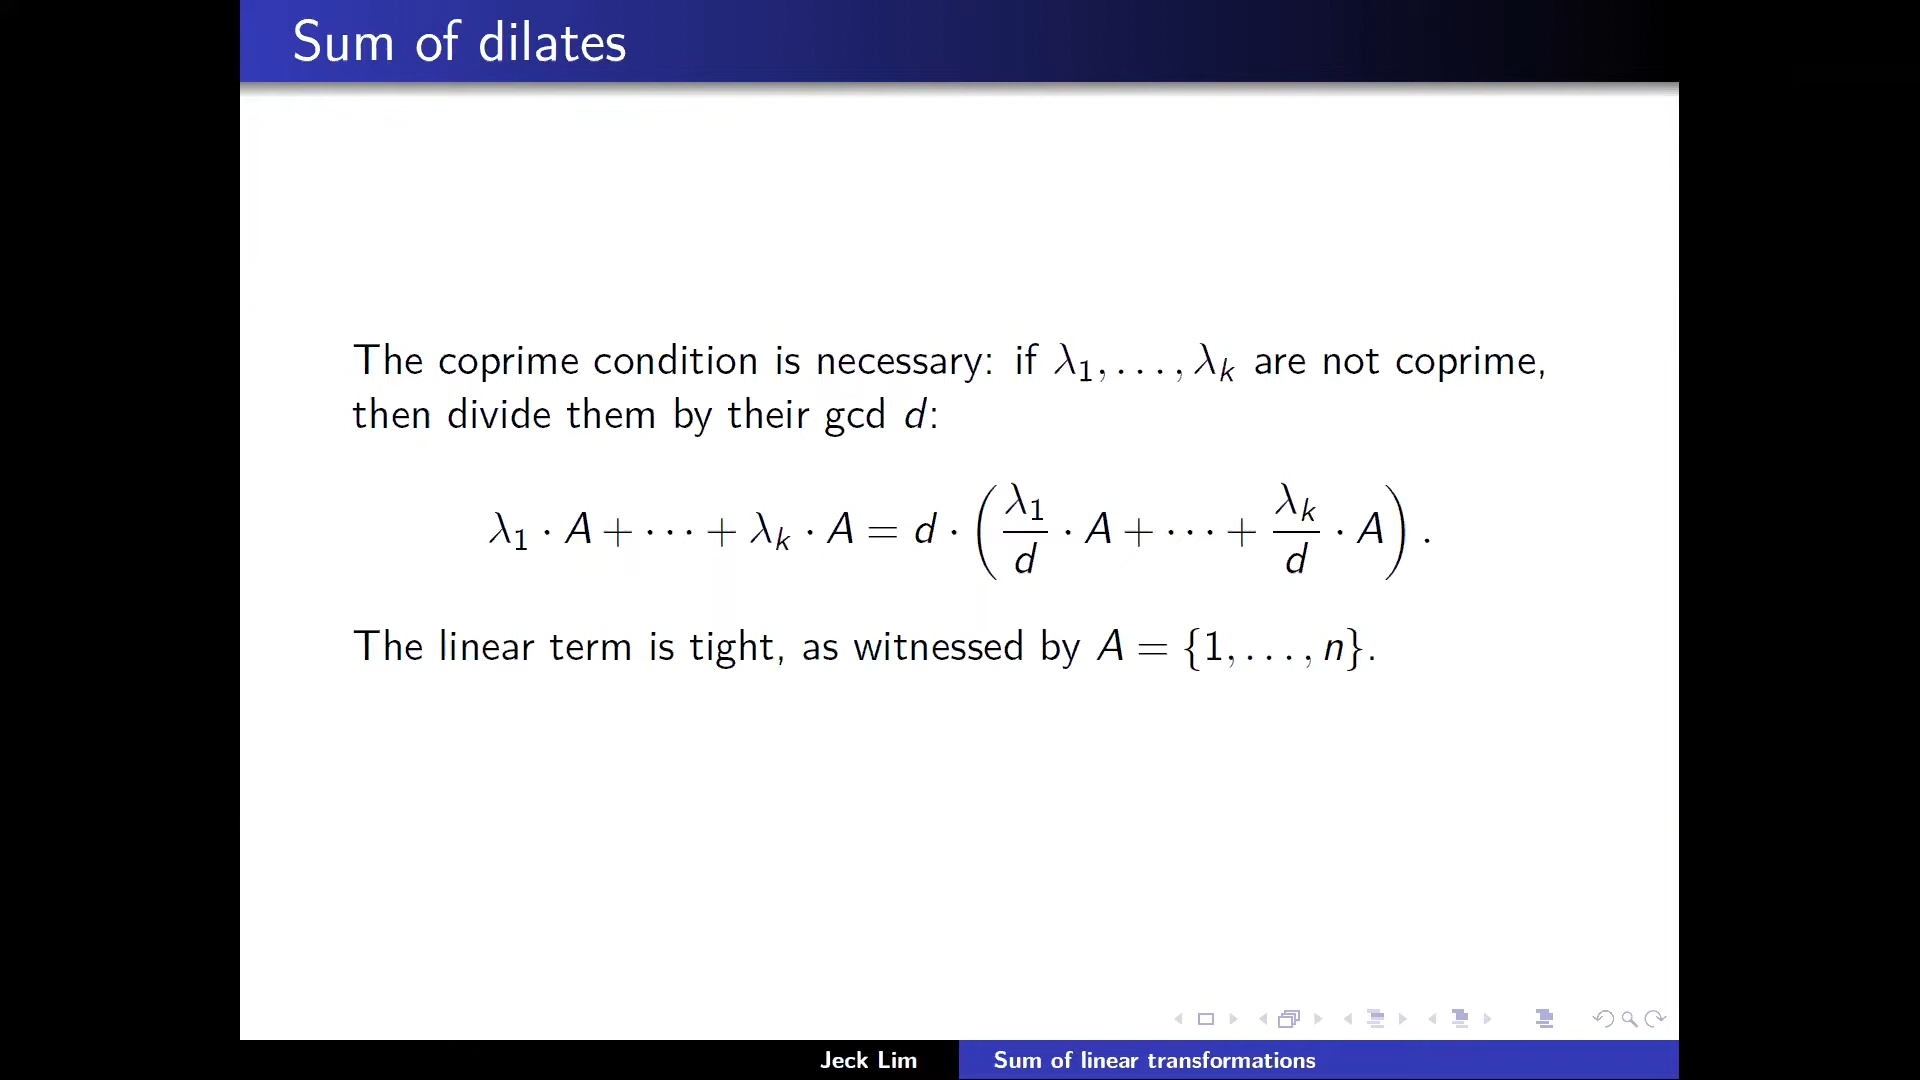 Sum of dilates
The coprime condition is necessary: if λ₁, . . . , λₖ are not coprime,
then divide them by their gcd d:
λ₁ · A + · · · + λₖ · A = d · (λ₁/d · A + · · · + λₖ/d · A) .
The linear term is tight, as witnessed by A = {1, . . . , n}.
Jeck Lim
Sum of linear transformations